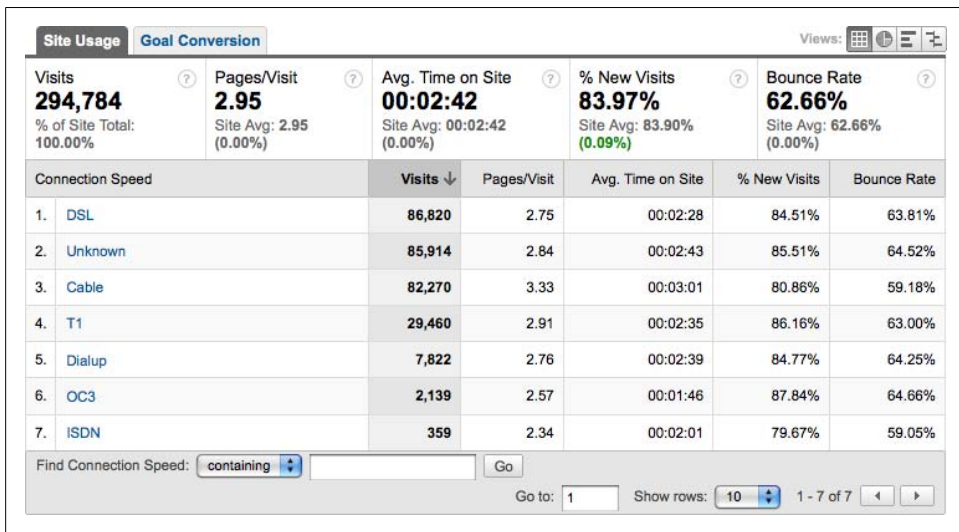 Site Usage Goal Conversion Views:
Visits ? Pages/Visit ? Avg. Time on Site ? % New Visits ? Bounce Rate ?
294,784 2.95 00:02:42 83.97% 62.66%
% of Site Total: Site Avg: 2.95 Site Avg: 00:02:42 Site Avg: 83.90% Site Avg: 62.66%
100.00% (0.00%) (0.00%) (0.09%) (0.00%)
Connection Speed Visits Pages/Visit Avg. Time on Site % New Visits Bounce Rate
1. DSL 86,820 2.75 00:02:28 84.51% 63.81%
2. Unknown 85,914 2.84 00:02:43 85.51% 64.52%
3. Cable 82,270 3.33 00:03:01 80.86% 59.18%
4. T1 29,460 2.91 00:02:35 86.16% 63.00%
5. Dialup 7,822 2.76 00:02:39 84.77% 64.25%
6. OC3 2,139 2.57 00:01:46 87.84% 64.66%
7. ISDN 359 2.34 00:02:01 79.67% 59.05%
Find Connection Speed: containing Go
Go to: 1 Show rows: 10 1 - 7 of 7